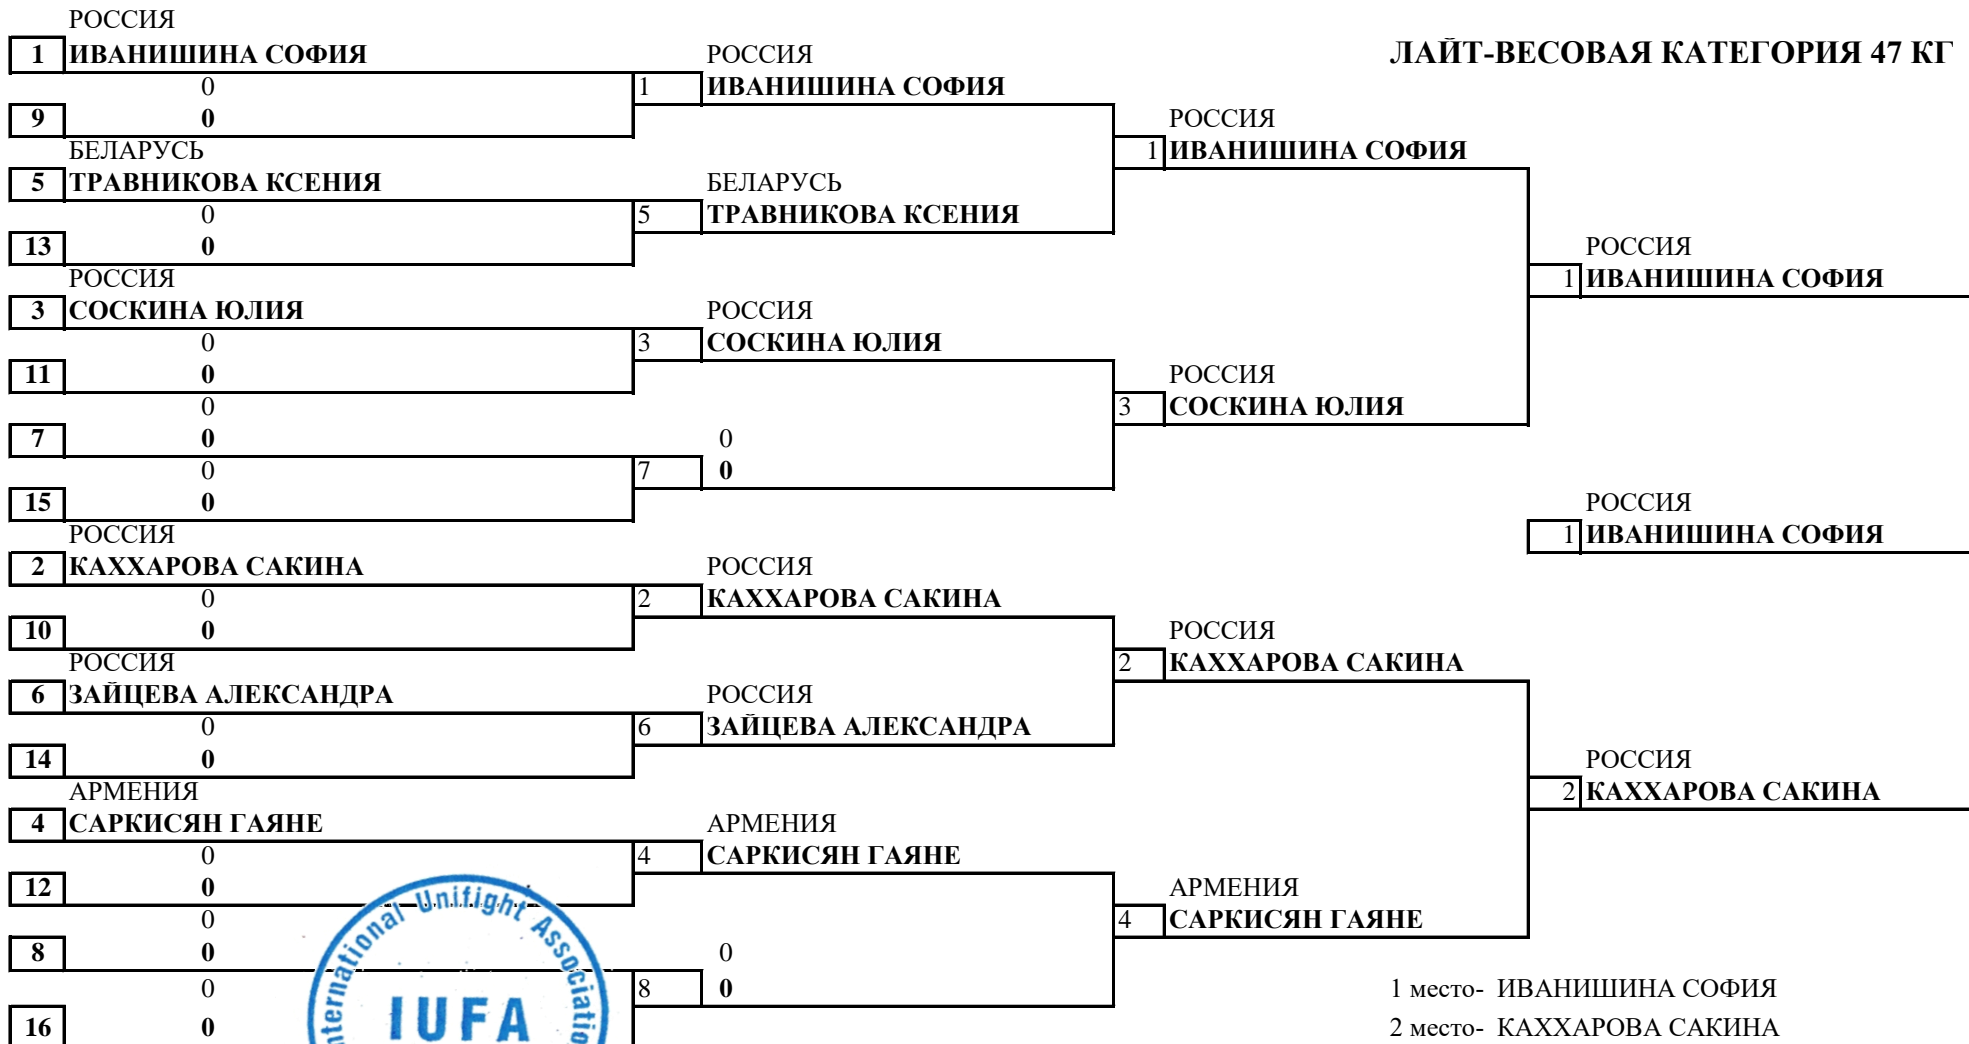 РОССИЯ
1 ИВАНИШИНА СОФИЯ
0
9 0
БЕЛАРУСЬ
5 ТРАВНИКОВА КСЕНИЯ
0
13 0
РОССИЯ
3 СОСКИНА ЮЛИЯ
0
11 0
0
7 0
0
15 0
РОССИЯ
2 КАХХАРОВА САКИНА
0
10 0
РОССИЯ
6 ЗАЙЦЕВА АЛЕКСАНДРА
0
14 0
АРМЕНИЯ
4 САРКИСЯН ГАЯНЕ
0
12 0
0
8 0
0
16 0
РОССИЯ
1 ИВАНИШИНА СОФИЯ
БЕЛАРУСЬ
5 ТРАВНИКОВА КСЕНИЯ
РОССИЯ
3 СОСКИНА ЮЛИЯ
0
7 0
РОССИЯ
2 КАХХАРОВА САКИНА
РОССИЯ
6 ЗАЙЦЕВА АЛЕКСАНДРА
АРМЕНИЯ
4 САРКИСЯН ГАЯНЕ
0
8 0
РОССИЯ
1 ИВАНИШИНА СОФИЯ
РОССИЯ
3 СОСКИНА ЮЛИЯ
РОССИЯ
2 КАХХАРОВА САКИНА
АРМЕНИЯ
4 САРКИСЯН ГАЯНЕ
ЛАЙТ-ВЕСОВАЯ КАТЕГОРИЯ 47 КГ
РОССИЯ
1 ИВАНИШИНА СОФИЯ
РОССИЯ
1 ИВАНИШИНА СОФИЯ
РОССИЯ
2 КАХХАРОВА САКИНА
1 место- ИВАНИШИНА СОФИЯ
2 место- КАХХАРОВА САКИНА
Unifight
IUFA